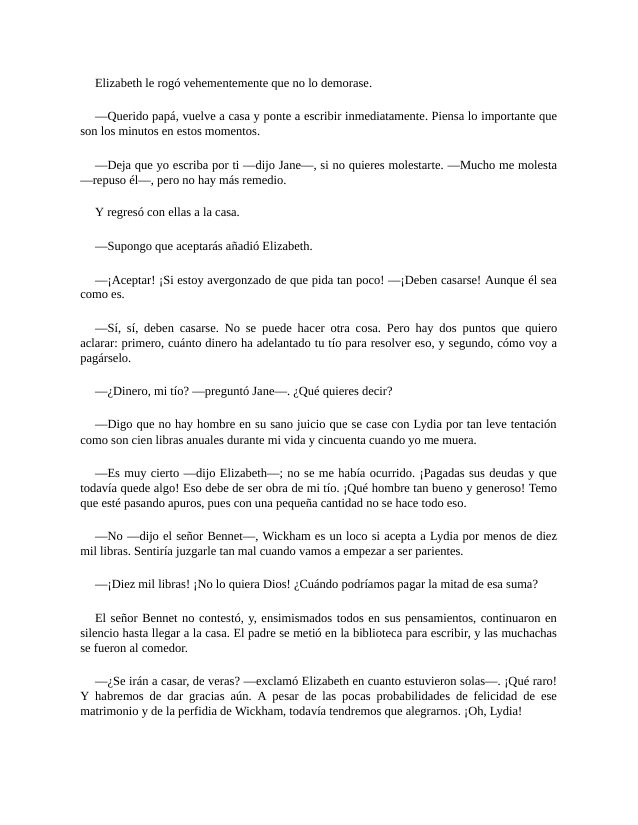 Elizabeth le rogó vehementemente que no lo demorase.
—Querido papá, vuelve a casa y ponte a escribir inmediatamente. Piensa lo importante que
son los minutos en estos momentos.
—Deja que yo escriba por ti —dijo Jane—, si no quieres molestarte. —Mucho me molesta
—repuso él—, pero no hay más remedio.
Y regresó con ellas a la casa.
—Supongo que aceptarás añadió Elizabeth.
—¡Aceptar! ¡Si estoy avergonzado de que pida tan poco! —¡Deben casarse! Aunque él sea
como es.
—Sí, sí, deben casarse. No se puede hacer otra cosa. Pero hay dos puntos que quiero
aclarar: primero, cuánto dinero ha adelantado tu tío para resolver eso, y segundo, cómo voy a
pagárselo.
—¿Dinero, mi tío? —preguntó Jane—. ¿Qué quieres decir?
—Digo que no hay hombre en su sano juicio que se case con Lydia por tan leve tentación
como son cien libras anuales durante mi vida y cincuenta cuando yo me muera.
—Es muy cierto —dijo Elizabeth—; no se me había ocurrido. ¡Pagadas sus deudas y que
todavía quede algo! Eso debe de ser obra de mi tío. ¡Qué hombre tan bueno y generoso! Temo
que esté pasando apuros, pues con una pequeña cantidad no se hace todo eso.
—No —dijo el señor Bennet—, Wickham es un loco si acepta a Lydia por menos de diez
mil libras. Sentiría juzgarle tan mal cuando vamos a empezar a ser parientes.
—¡Diez mil libras! ¡No lo quiera Dios! ¿Cuándo podríamos pagar la mitad de esa suma?
El señor Bennet no contestó, y, ensimismados todos en sus pensamientos, continuaron en
silencio hasta llegar a la casa. El padre se metió en la biblioteca para escribir, y las muchachas
se fueron al comedor.
—¿Se irán a casar, de veras? —exclamó Elizabeth en cuanto estuvieron solas—. ¡Qué raro!
Y habremos de dar gracias aún. A pesar de las pocas probabilidades de felicidad de ese
matrimonio y de la perfidia de Wickham, todavía tendremos que alegrarnos. ¡Oh, Lydia!